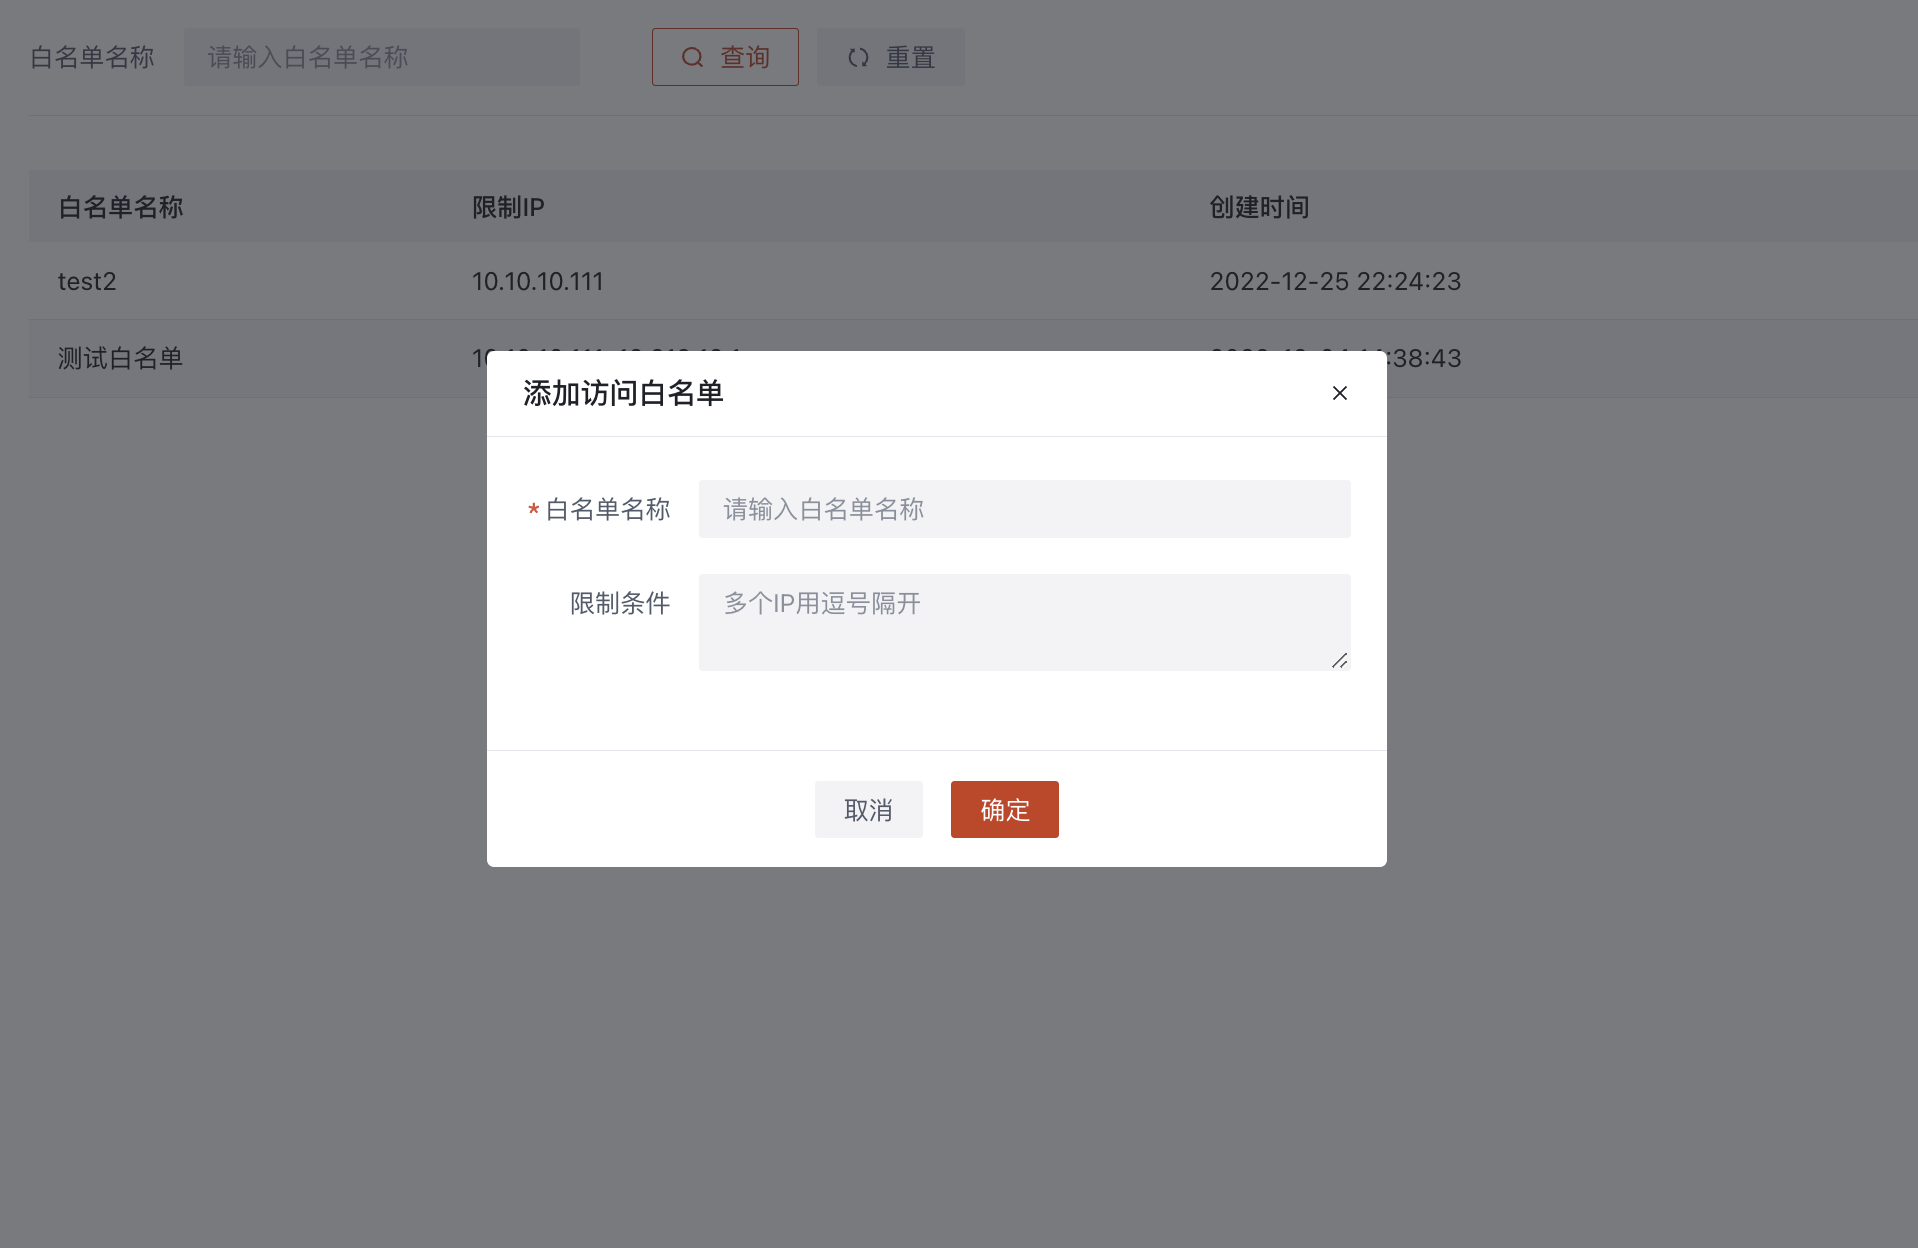 白名单名称 请输入白名单名称 查询 重置
白名单名称 限制IP 创建时间
test2 10.10.10.111 2022-12-25 22:24:23
测试白名单 :38:43
添加访问白名单
* 白名单名称 请输入白名单名称
限制条件 多个IP用逗号隔开
取消 确定